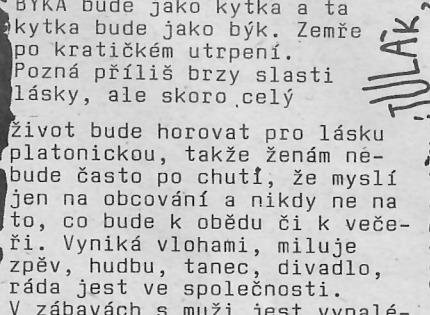 BÝKA bude jako kytka a ta
kytka bude jako býk. Zemře
po kratičkém utrpení.
Pozná příliš brzy slasti
lásky, ale skoro celý
život bude horovat pro lásku
platonickou, takže ženám ne-
bude často po chutí, že myslí
jen na obcování a nikdy ne na
to, co bude k obědu či k veče-
ři. Vyniká vlohami, miluje
zpěv, hudbu, tanec, divadlo,
ráda jest ve společnosti.
V zábavách s muži jest vynalé-
TULÁK,